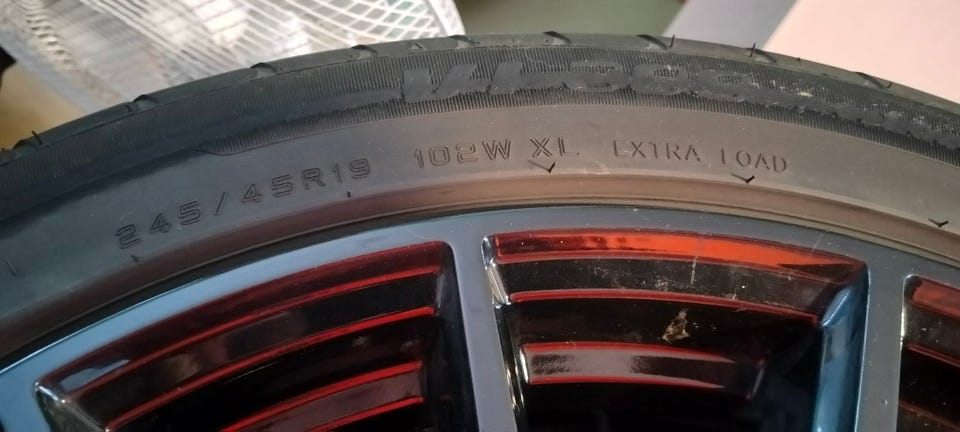 245/45R19 102W XL EXTRA LOAD